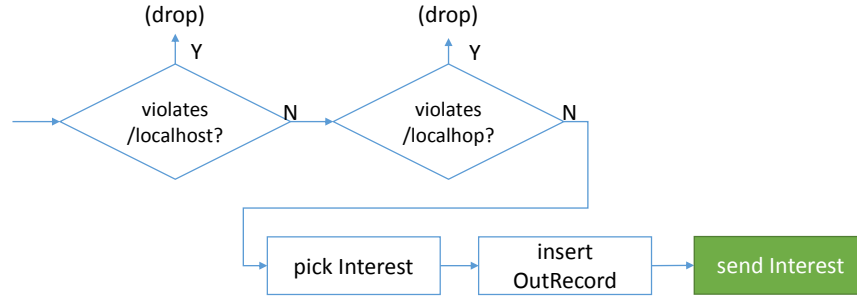 (drop)
(drop)
Y
Y
violates
/localhost?
N
violates
/localhop?
N
pick Interest
insert
OutRecord
send Interest